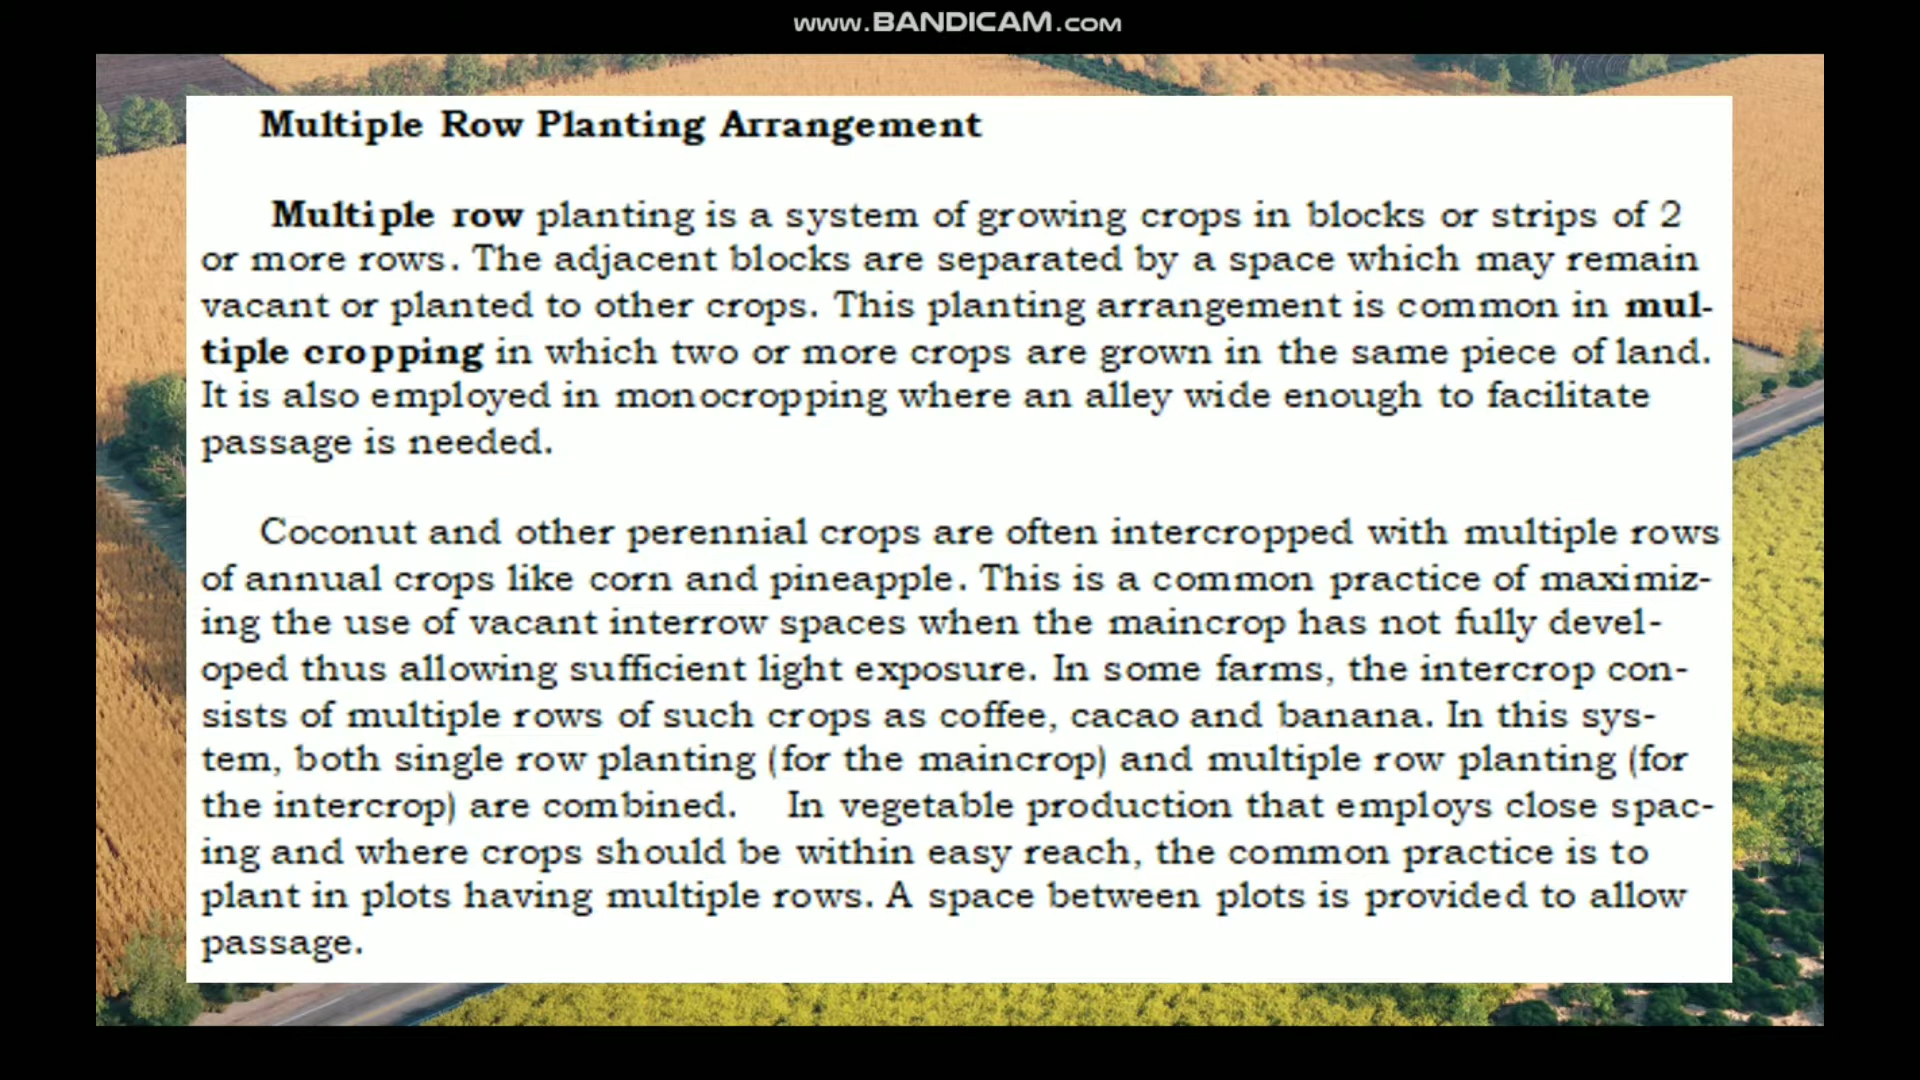 www.BANDICAM.com
Multiple Row Planting Arrangement
Multiple row planting is a system of growing crops in blocks or strips of 2
or more rows. The adjacent blocks are separated by a space which may remain
vacant or planted to other crops. This planting arrangement is common in mul-
tiple cropping in which two or more crops are grown in the same piece of land.
It is also employed in monocropping where an alley wide enough to facilitate
passage is needed.
Coconut and other perennial crops are often intercropped with multiple rows
of annual crops like corn and pineapple. This is a common practice of maximiz-
ing the use of vacant interrow spaces when the maincrop has not fully devel-
oped thus allowing sufficient light exposure. In some farms, the intercrop con-
sists of multiple rows of such crops as coffee, cacao and banana. In this sys-
tem, both single row planting (for the maincrop) and multiple row planting (for
the intercrop) are combined. In vegetable production that employs close spac-
ing and where crops should be within easy reach, the common practice is to
plant in plots having multiple rows. A space between plots is provided to allow
passage.